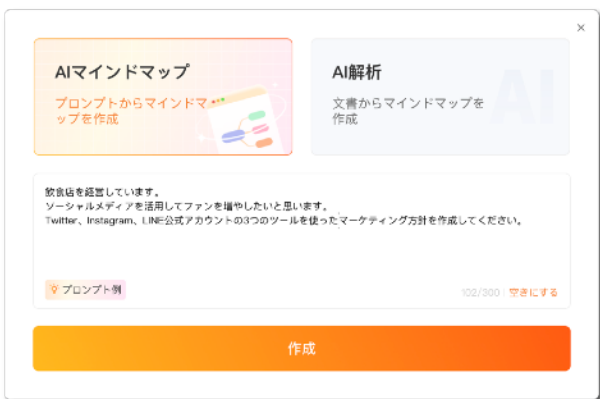 ×
AIマインドマップ
プロンプトからマインドマ
ップを作成
AI解析
文書からマインドマップを
作成
AI
飲食店を経営しています。
ソーシャルメディアを活用してファンを増やしたいと思います。
Twitter、Instagram、LINE公式アカウントの3つのツールを使ったマーケティング方針を作成してください。
プロンプト例
102/300 空きにする
作成